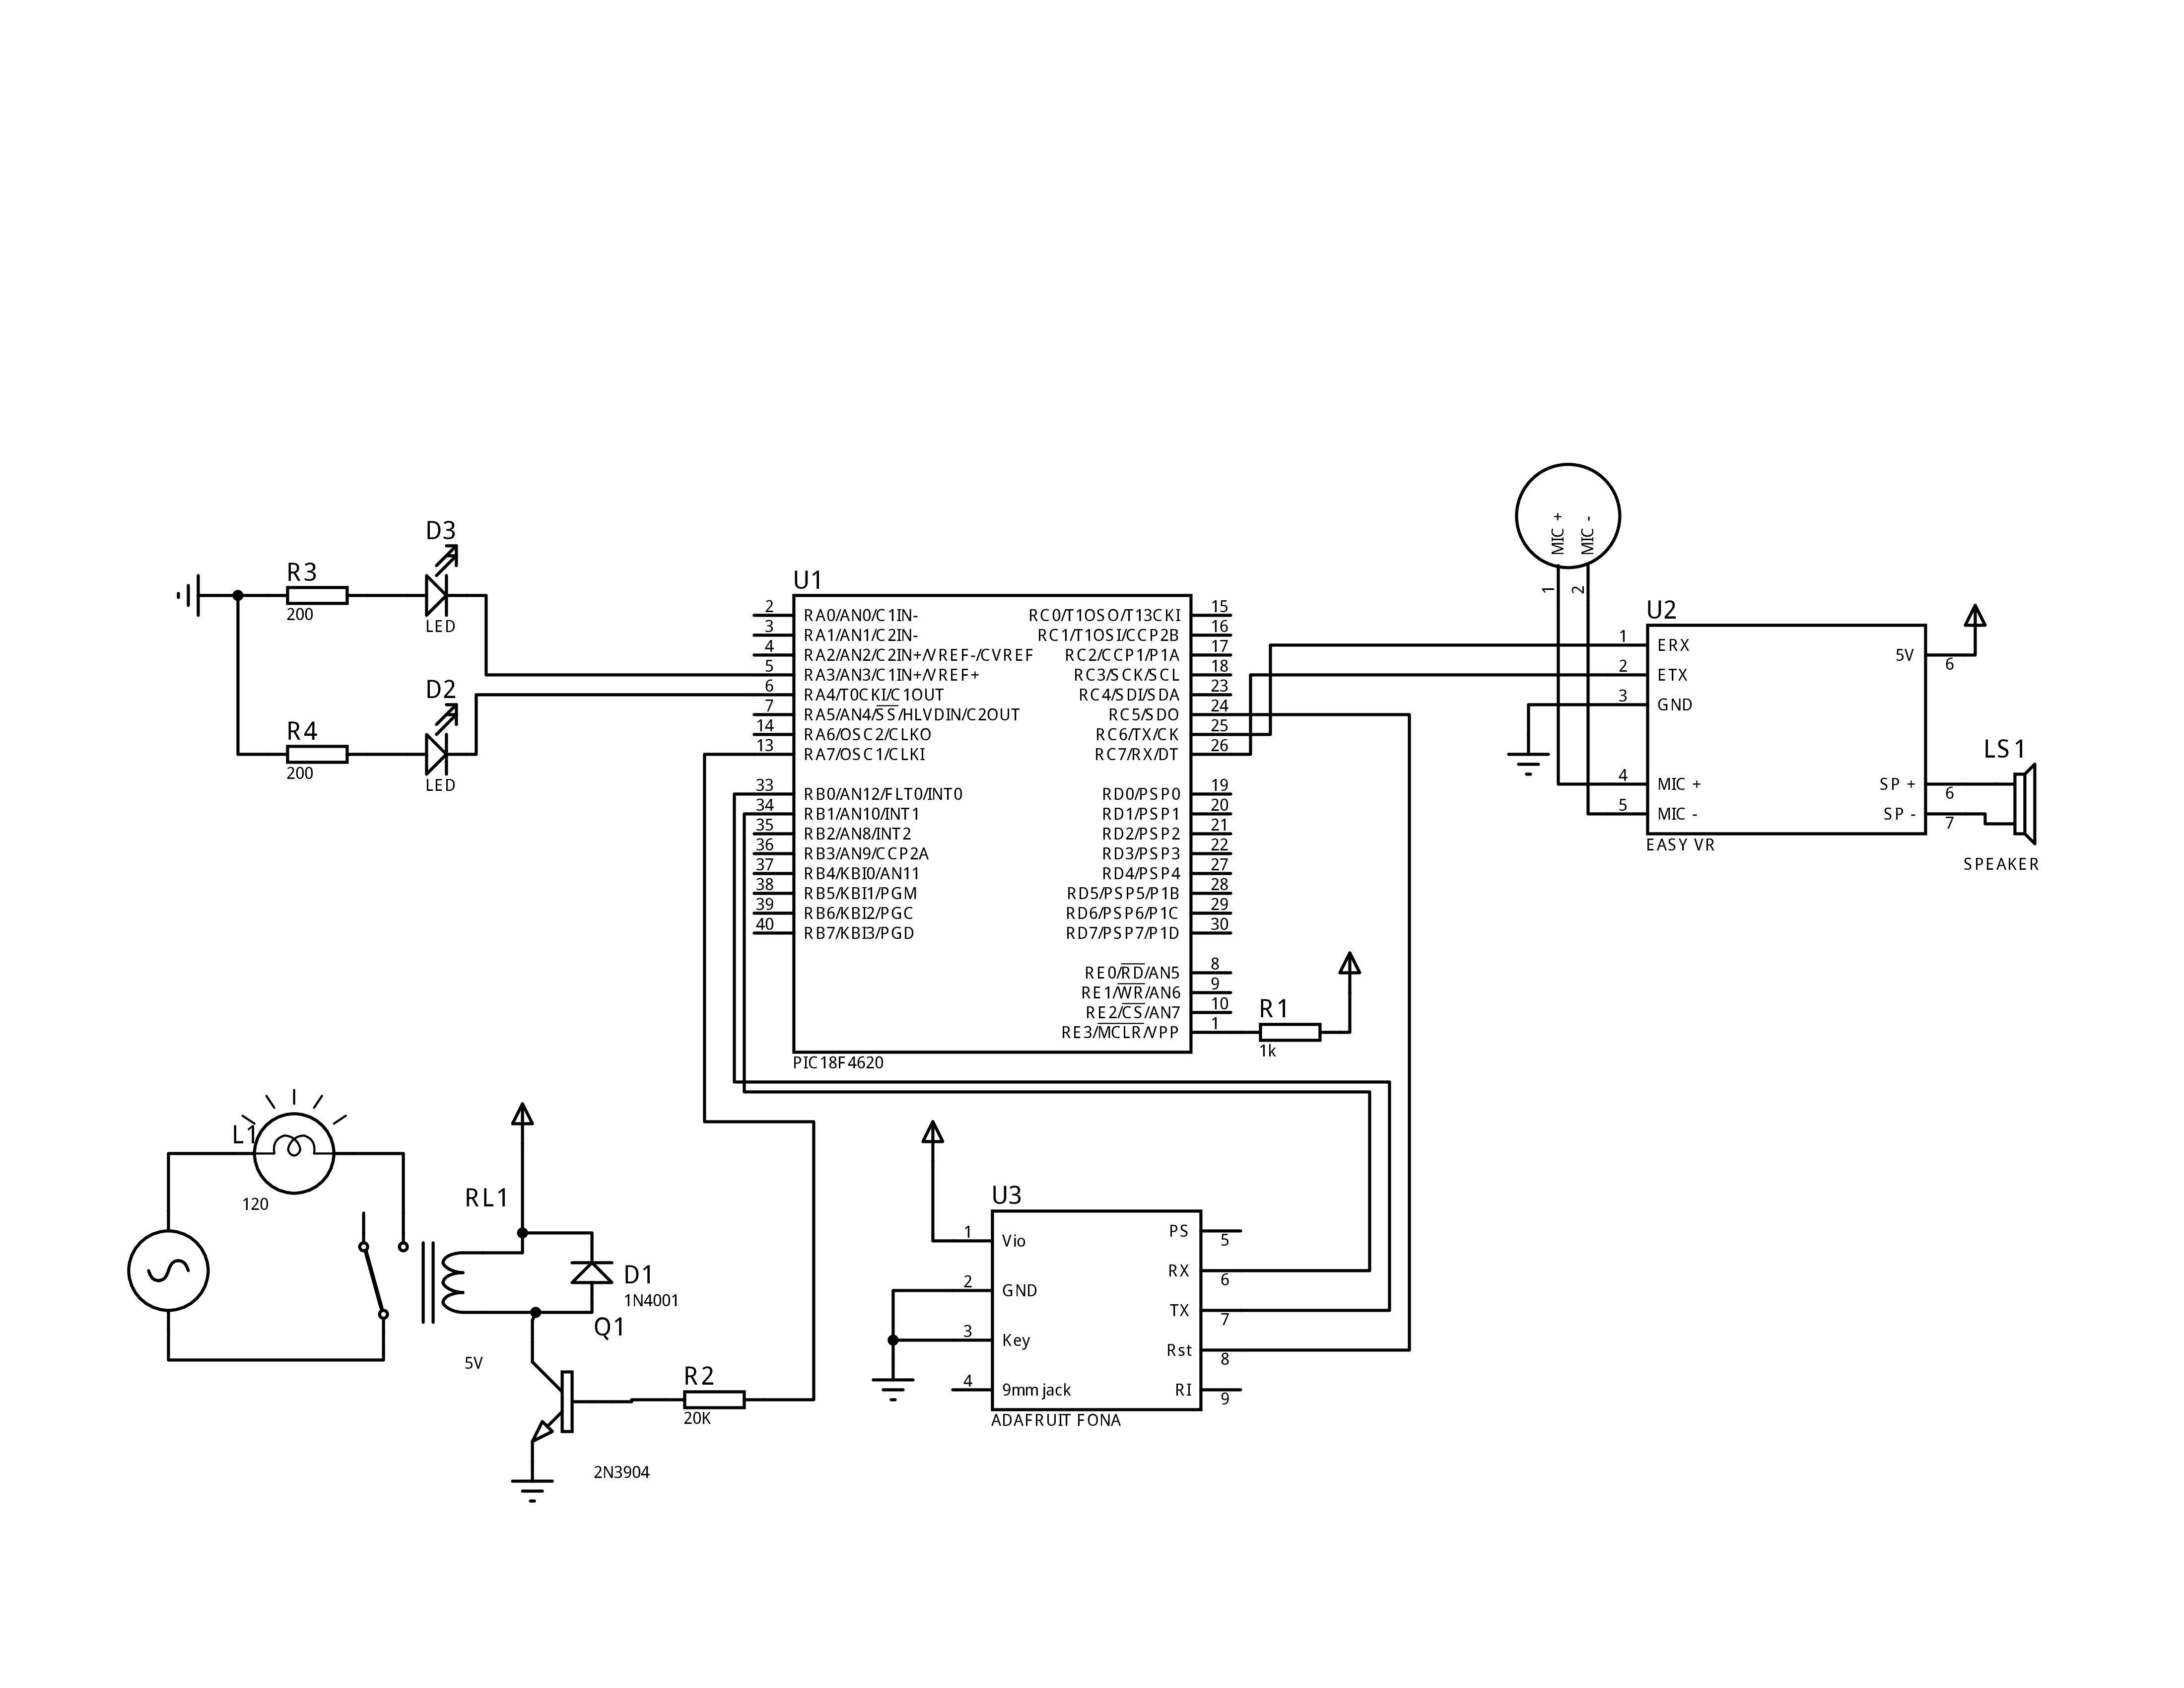 D3
R3
200
LED
D2
R4
200
LED
U1
2 RA0/AN0/C1IN- RC0/T1OSO/T13CKI 15
3 RA1/AN1/C2IN- RC1/T1OSI/CCP2B 16
4 RA2/AN2/C2IN+/VREF-/CVREF RC2/CCP1/P1A 17
5 RA3/AN3/C1IN+/VREF+ RC3/SCK/SCL 18
6 RA4/T0CKI/C1OUT RC4/SDI/SDA 23
7 RA5/AN4/SS/HLVDIN/C2OUT RC5/SDO 24
14 RA6/OSC2/CLKO RC6/TX/CK 25
13 RA7/OSC1/CLKI RC7/RX/DT 26
33 RB0/AN12/FLT0/INT0 RD0/PSP0 19
34 RB1/AN10/INT1 RD1/PSP1 20
35 RB2/AN8/INT2 RD2/PSP2 21
36 RB3/AN9/CCP2A RD3/PSP3 22
37 RB4/KBI0/AN11 RD4/PSP4 27
38 RB5/KBI1/PGM RD5/PSP5/P1B 28
39 RB6/KBI2/PGC RD6/PSP6/P1C 29
40 RB7/KBI3/PGD RD7/PSP7/P1D 30
RE0/RD/AN5 8
RE1/WR/AN6 9
RE2/CS/AN7 10
RE3/MCLR/VPP 1
PIC18F4620
R1
1k
MIC +
MIC -
1
2
U2
1 ERX
5V 6
2 ETX
3 GND
4 MIC + SP + 6
5 MIC - SP - 7
EASY VR
LS1
SPEAKER
L1
120
RL1
5V
D1
1N4001
Q1
2N3904
R2
20K
U3
1 Vio PS 5
2 GND RX 6
3 Key TX 7
Rst 8
4 9mm jack RI 9
ADAFRUIT FONA